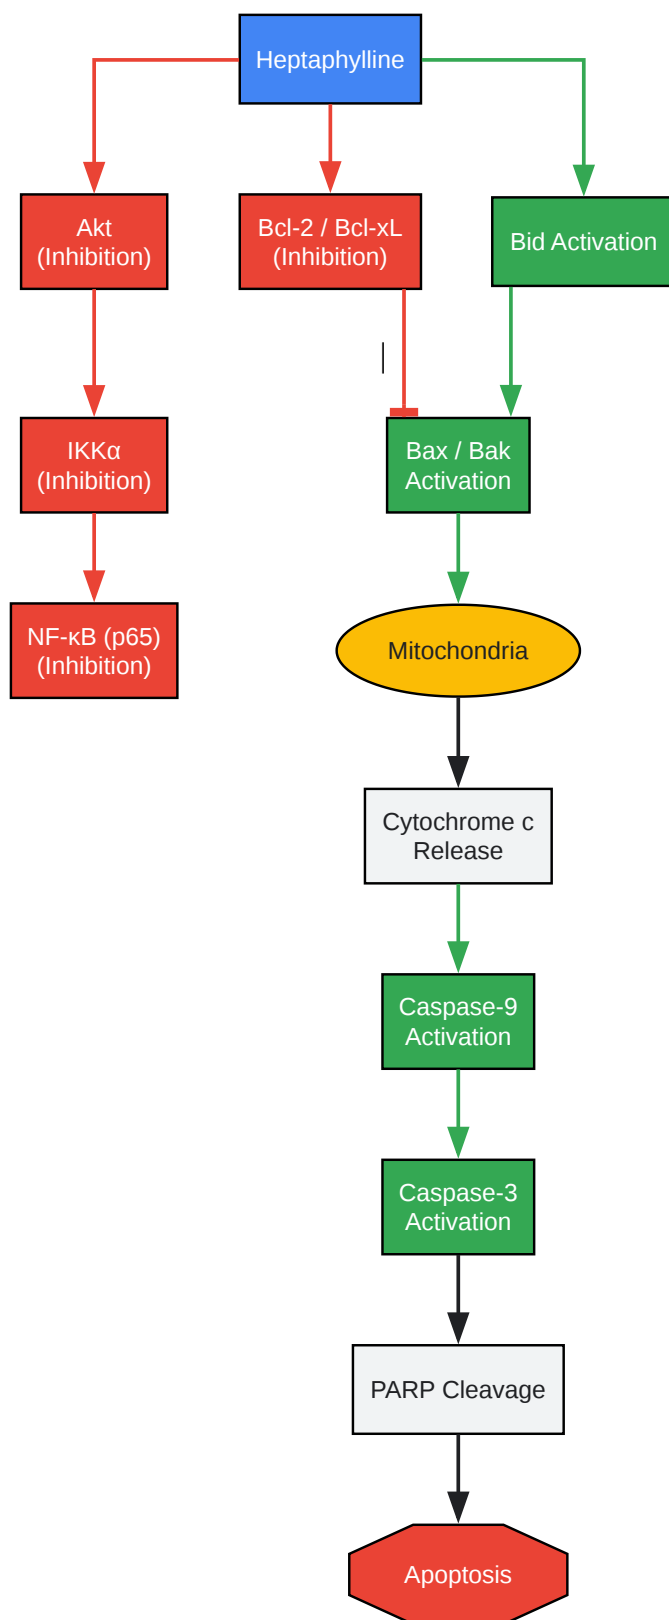 Heptaphylline
Akt
(Inhibition)
Bcl-2 / Bcl-xL
(Inhibition)
Bid Activation
|
IKKα
(Inhibition)
Bax / Bak
Activation
NF-κB (p65)
(Inhibition)
Mitochondria
Cytochrome c
Release
Caspase-9
Activation
Caspase-3
Activation
PARP Cleavage
Apoptosis